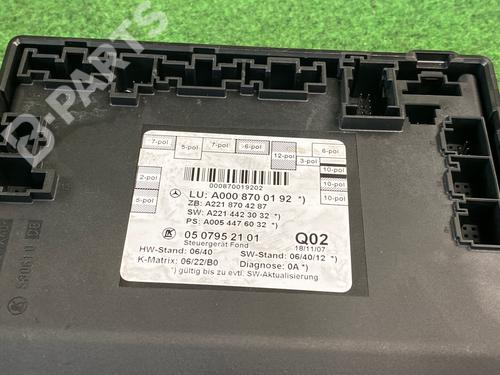 B-PARTS
7-pol
5-pol
7-pol
6-pol
12-pol
3-pol
6-pol
10-pol
10-pol
2-pol
5-pol
000870019202
LU: A000 870 01 92 *)
ZB: A221 870 42 87
SW: A221 442 30 32 *)
PS: A005 447 60 32 *)
05 0795 21 01 Q02
Steuergerät Fond 18/11/07
HW-Stand: 06/40 SW-Stand: 06/40/12 *)
K-Matrix: 06/22/B0 Diagnose: 0A *)
*) gültig bis zu evtl. SW-Aktualisierung